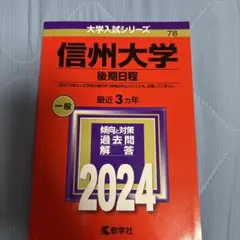 大学入試シリーズ
78
信州大学
後期日程
最近3カ年
一般
傾向と対策
過去問
解答
2024
教学社